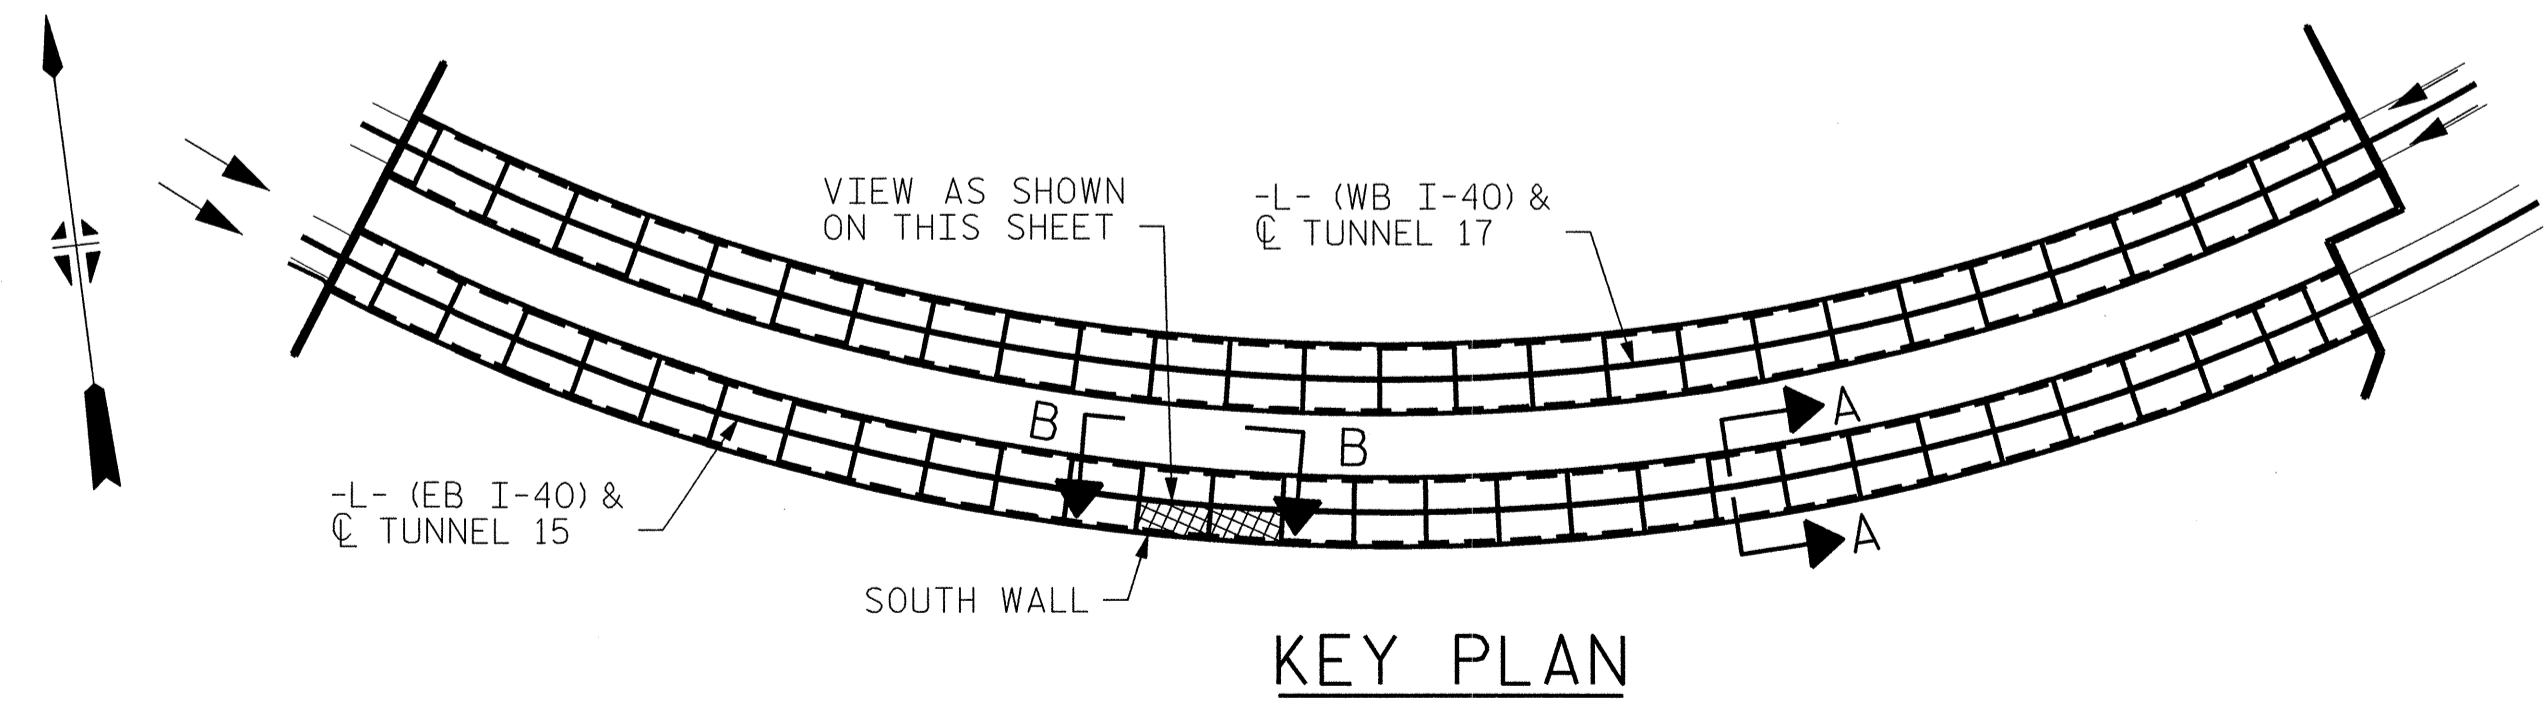 VIEW AS SHOWN
ON THIS SHEET
-L- (WB I-40) &
℄ TUNNEL 17
B
B
A
A
-L- (EB I-40) &
℄ TUNNEL 15
SOUTH WALL
KEY PLAN